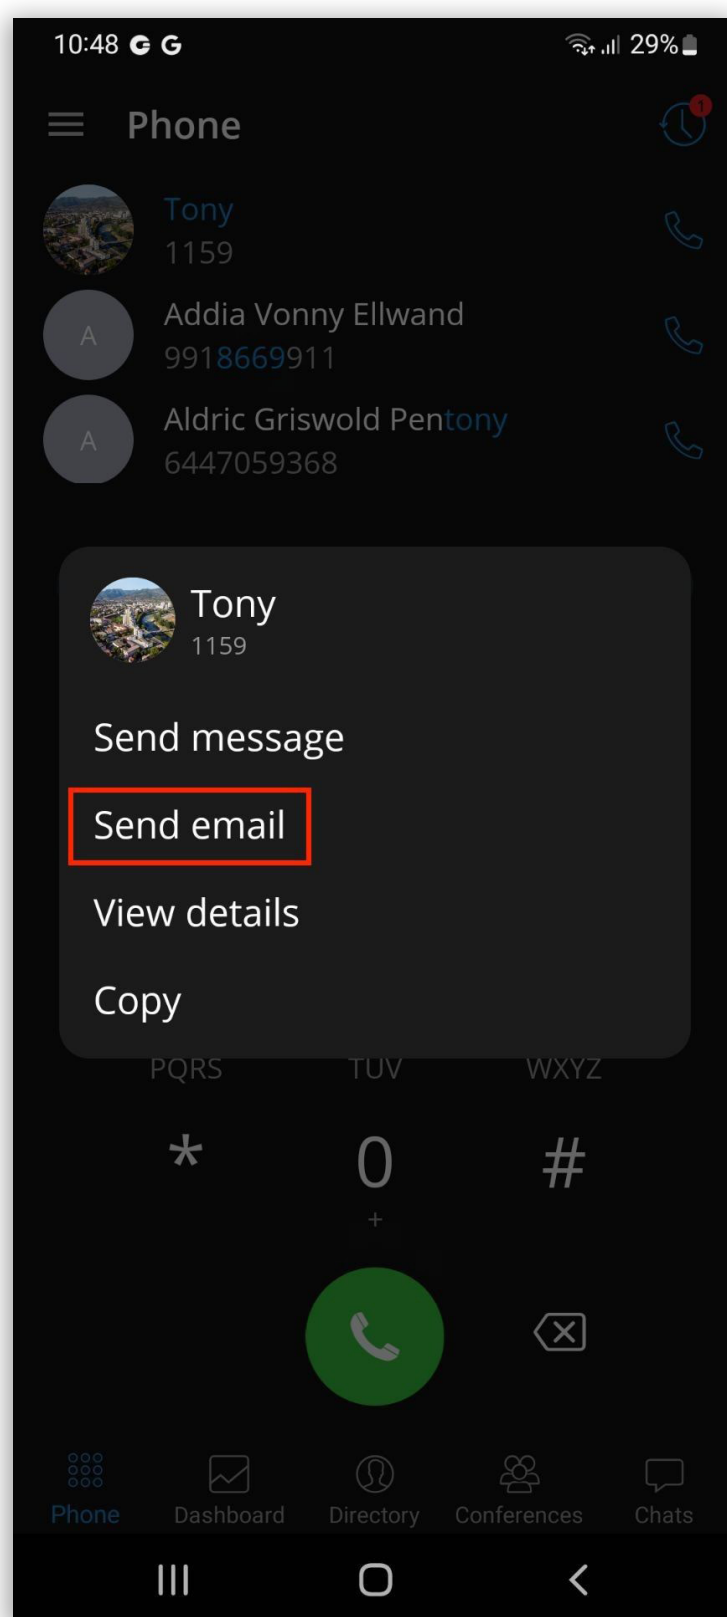 10:48 G G 29%
Phone
1
Tony
1159
A
Addia Vonny Ellwand
9918669911
A
Aldric Griswold Pentony
6447059368
Tony
1159
Send message
Send email
View details
Copy
PQRS TUV WXYZ
* 0 #
+
Phone Dashboard Directory Conferences Chats